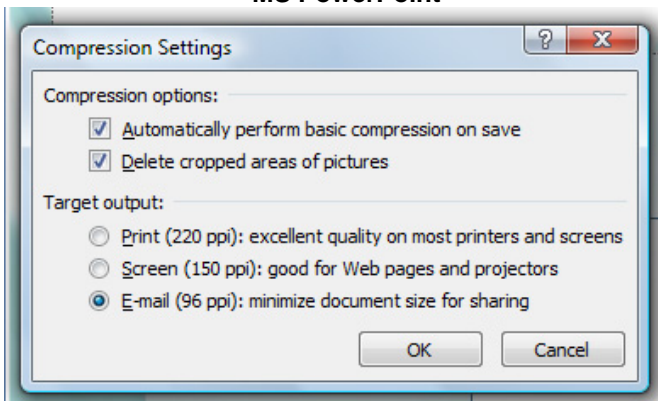 MS PowerPoint
Compression Settings
?
X
Compression options:
Automatically perform basic compression on save
Delete cropped areas of pictures
Target output:
Print (220 ppi): excellent quality on most printers and screens
Screen (150 ppi): good for Web pages and projectors
E-mail (96 ppi): minimize document size for sharing
OK
Cancel